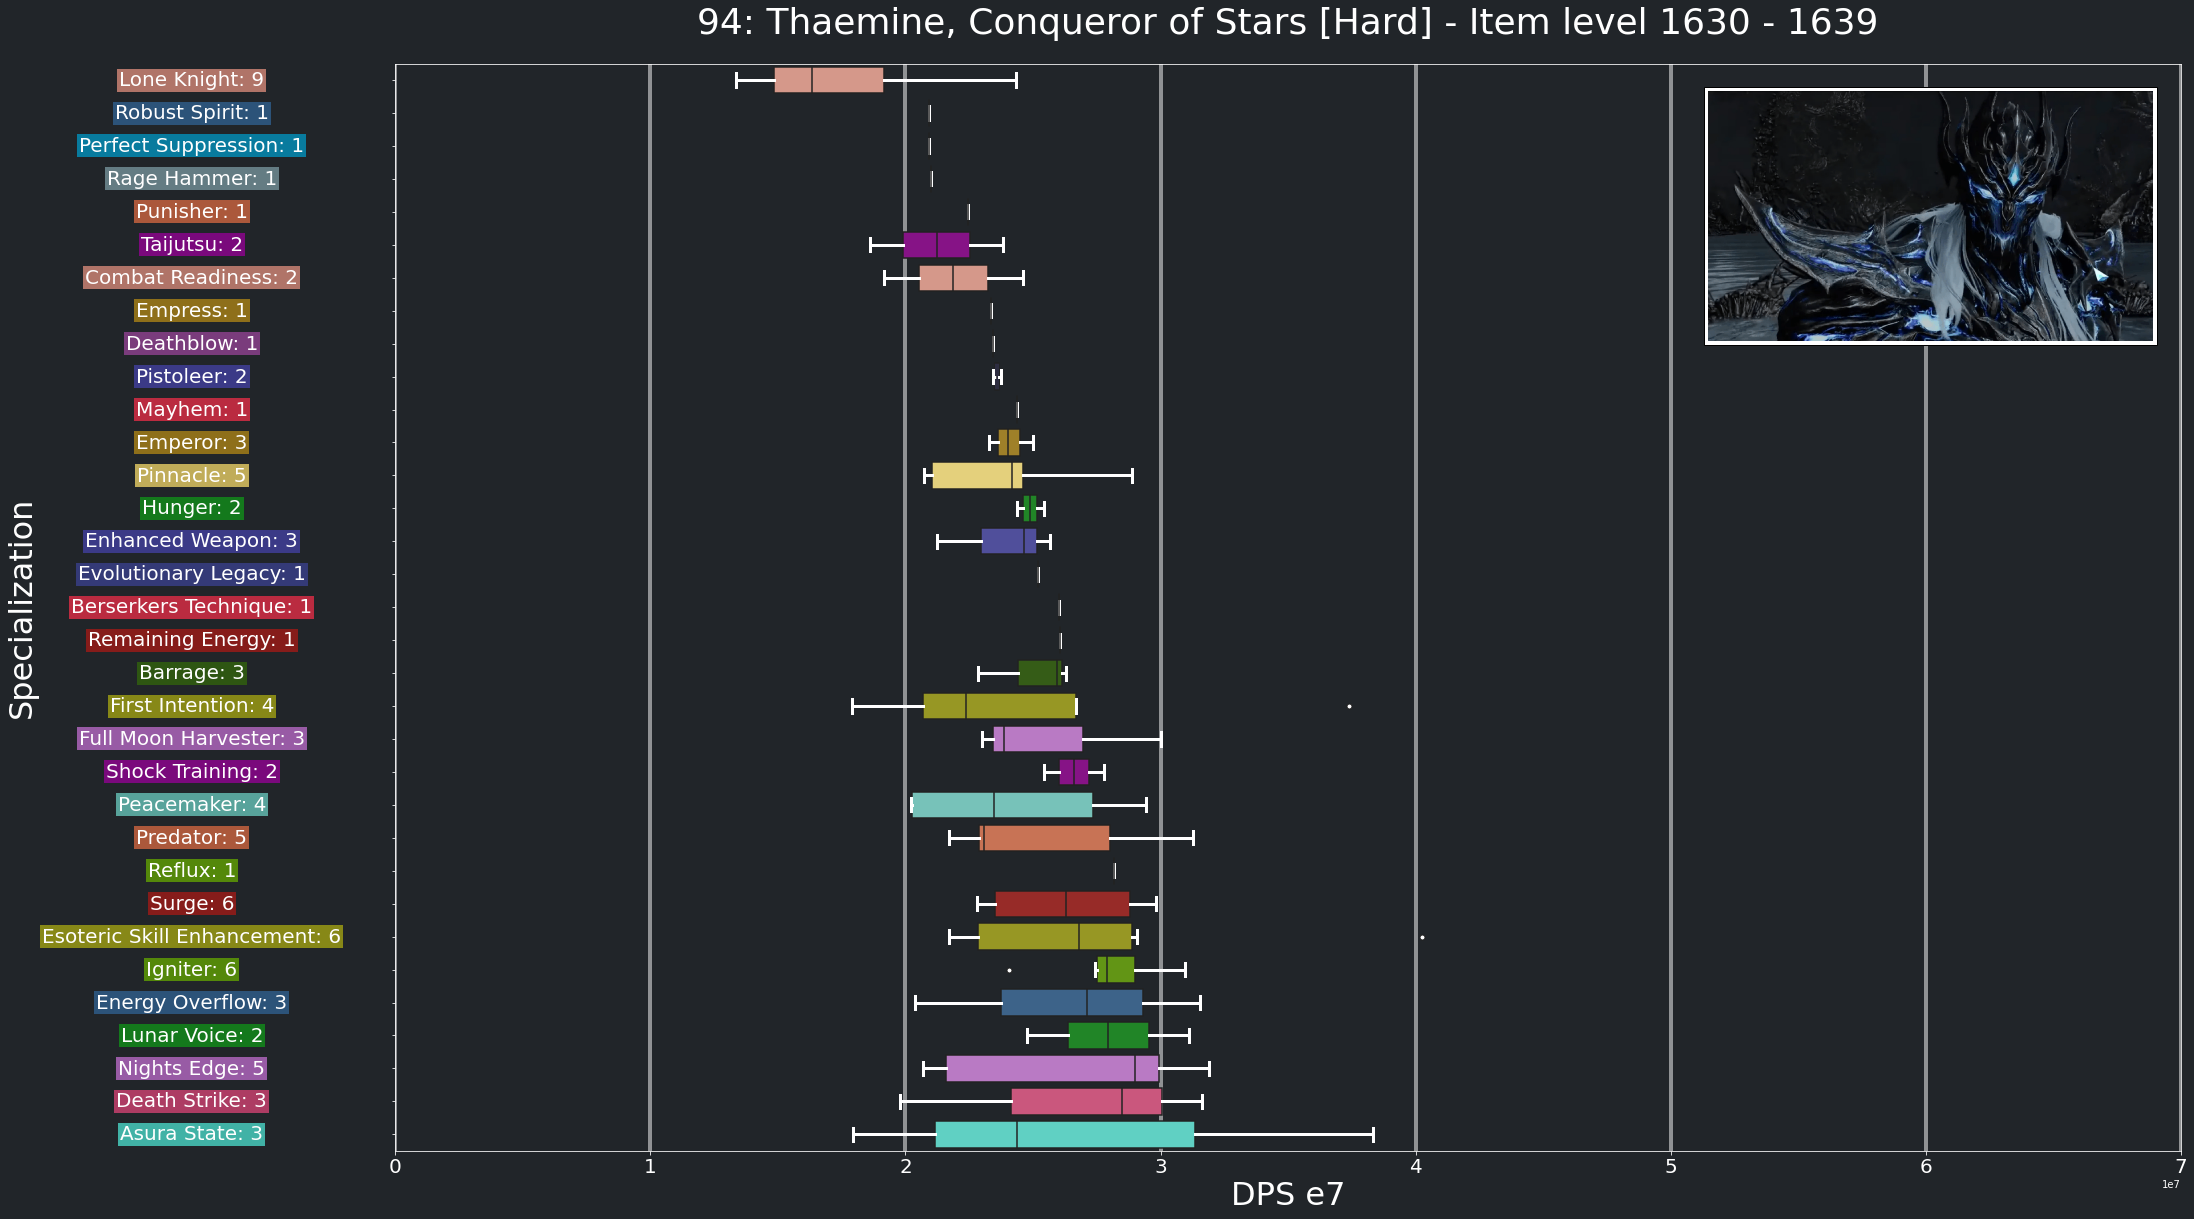 94: Thaemine, Conqueror of Stars [Hard] - Item level 1630 - 1639
Specialization
Lone Knight: 9
Robust Spirit: 1
Perfect Suppression: 1
Rage Hammer: 1
Punisher: 1
Taijutsu: 2
Combat Readiness: 2
Empress: 1
Deathblow: 1
Pistoleer: 2
Mayhem: 1
Emperor: 3
Pinnacle: 5
Hunger: 2
Enhanced Weapon: 3
Evolutionary Legacy: 1
Berserkers Technique: 1
Remaining Energy: 1
Barrage: 3
First Intention: 4
Full Moon Harvester: 3
Shock Training: 2
Peacemaker: 4
Predator: 5
Reflux: 1
Surge: 6
Esoteric Skill Enhancement: 6
Igniter: 6
Energy Overflow: 3
Lunar Voice: 2
Nights Edge: 5
Death Strike: 3
Asura State: 3
0 1 2 3 4 5 6 7
1e7
DPS e7